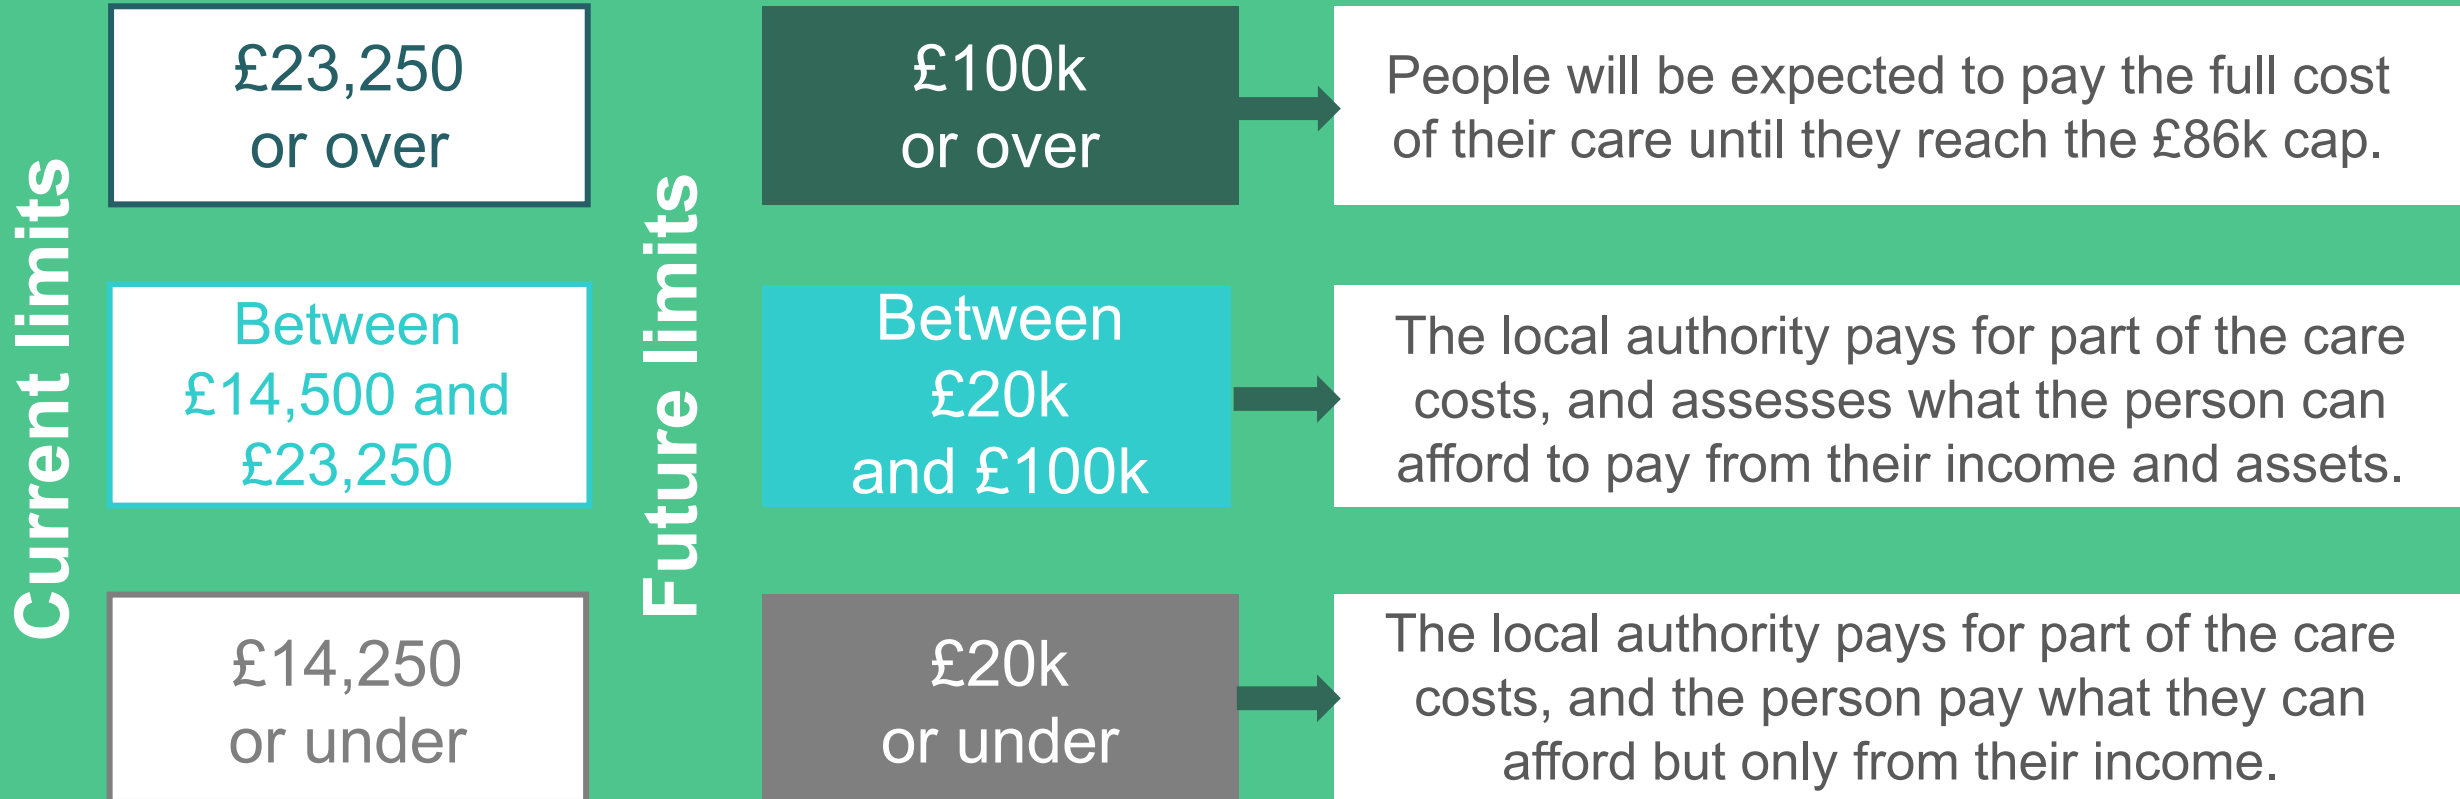 Current limits
£23,250
or over
Between
£14,500 and
£23,250
£14,250
or under
Future limits
£100k
or over
People will be expected to pay the full cost
of their care until they reach the £86k cap.
Between
£20k
and £100k
The local authority pays for part of the care
costs, and assesses what the person can
afford to pay from their income and assets.
£20k
or under
The local authority pays for part of the care
costs, and the person pay what they can
afford but only from their income.